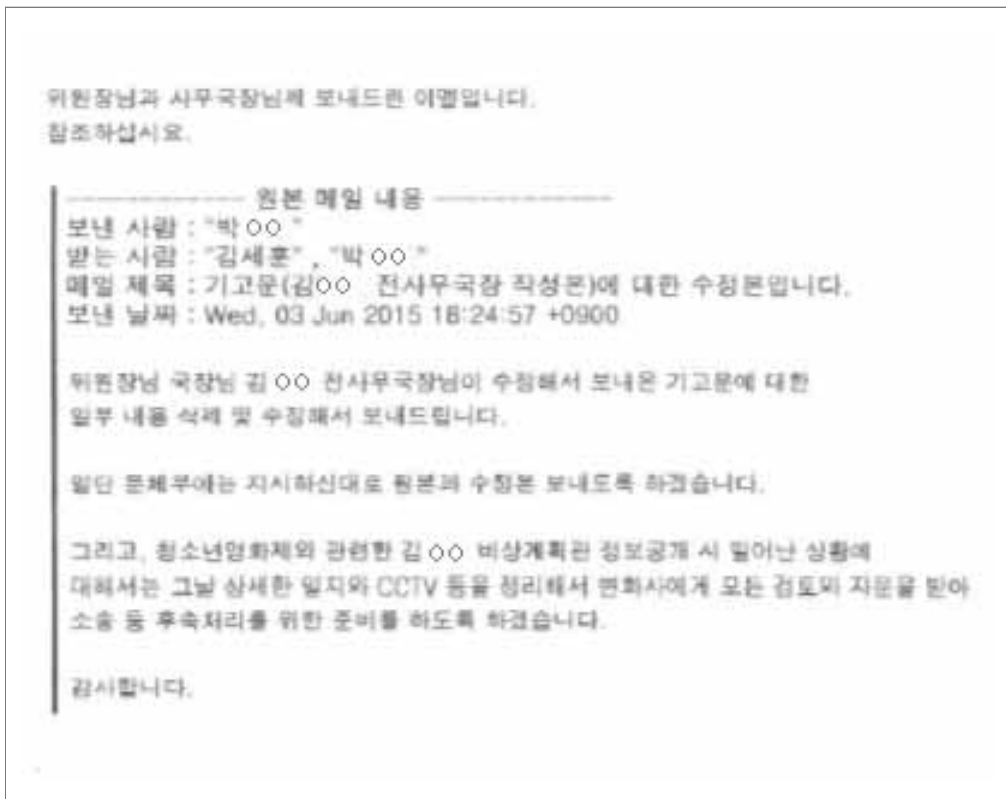 위원장님과 사무국장님께 보내드린 이멜입니다.
참조하십시요.
---------------- 원본 메일 내용 ----------------
보낸 사람 : "박○○ "
받는 사람 : "김세훈" , "박○○ "
메일 제목 : 기고문(김○○ 전사무국장 작성본)에 대한 수정본입니다.
보낸 날짜 : Wed, 03 Jun 2015 18:24:57 +0900
위원장님 국장님 김○○ 전사무국장님이 수정해서 보내온 기고문에 대한
일부 내용 삭제 및 수정해서 보내드립니다.
일단 문체부에는 지시하신대로 원본과 수정본 보내도록 하겠습니다.
그리고, 청소년영화제와 관련한 김○○ 비상계획관 정보공개 시 일어난 상황에
대해서는 그날 상세한 일지와 CCTV 등을 정리해서 변호사에게 모든 검토와 자문을 받아
소송 등 후속처리를 위한 준비를 하도록 하겠습니다.
감사합니다.